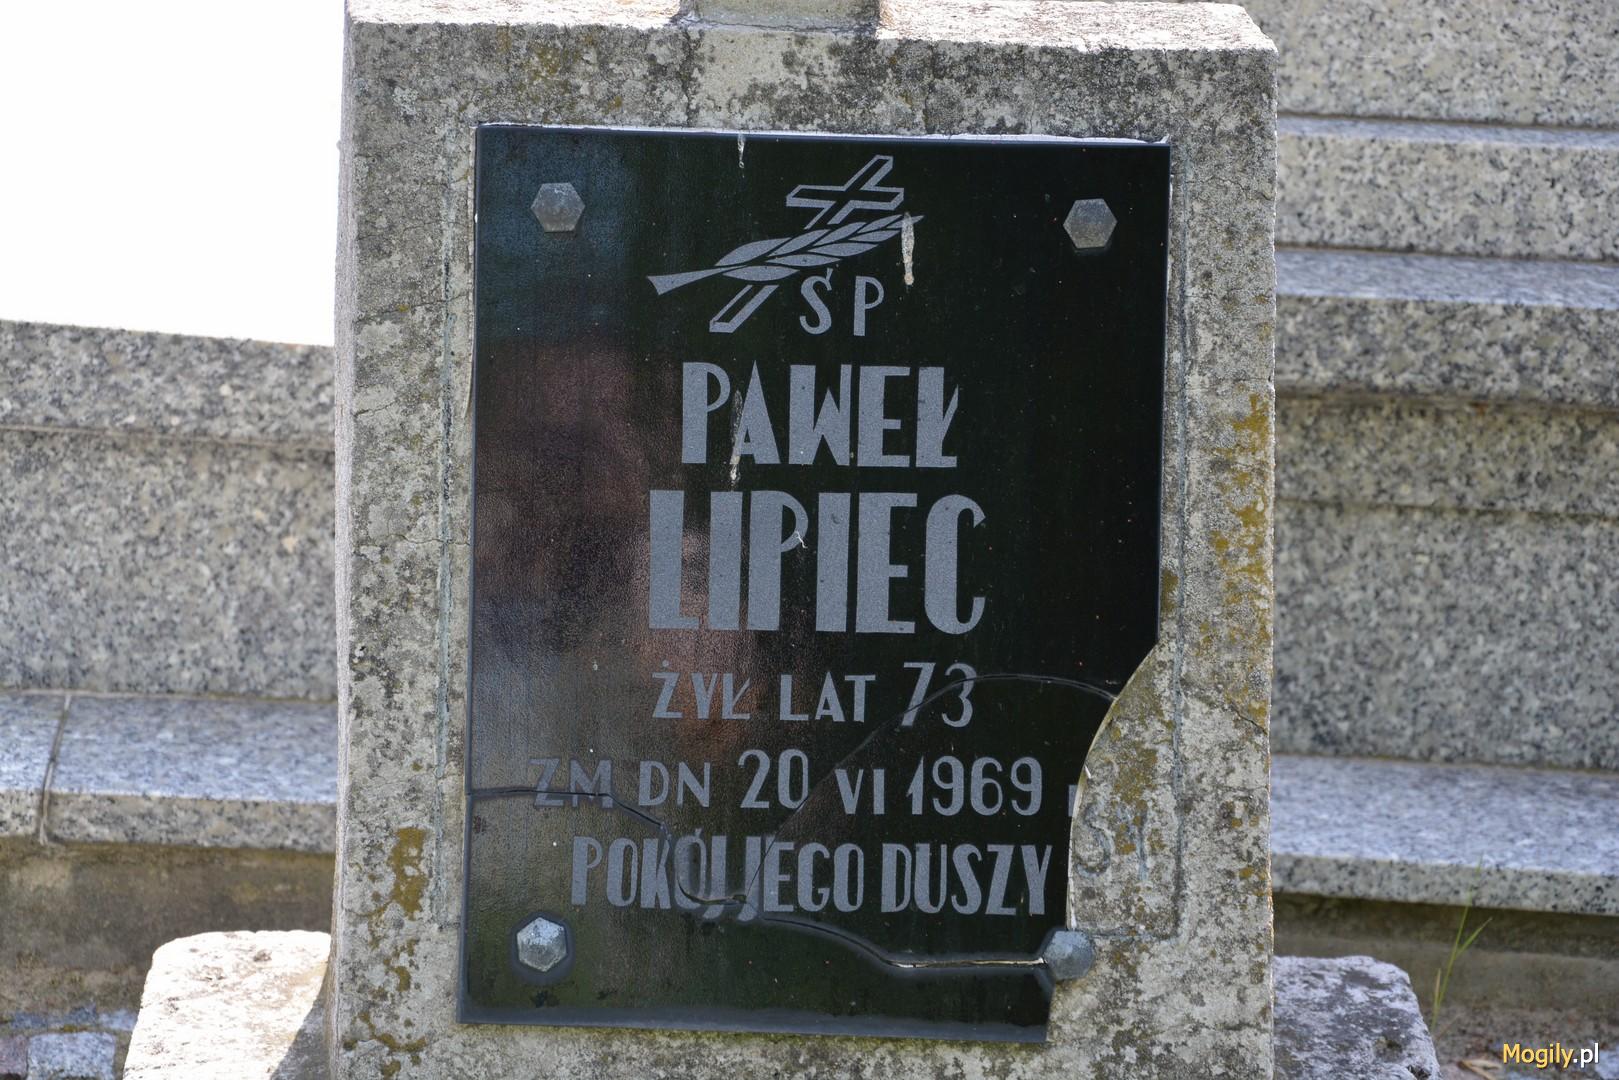 ŚP
PAWEŁ
LIPIEC
ŻYŁ LAT 73
ZM DN 20 VI 1969
POKÓJ JEGO DUSZY
Mogily.pl